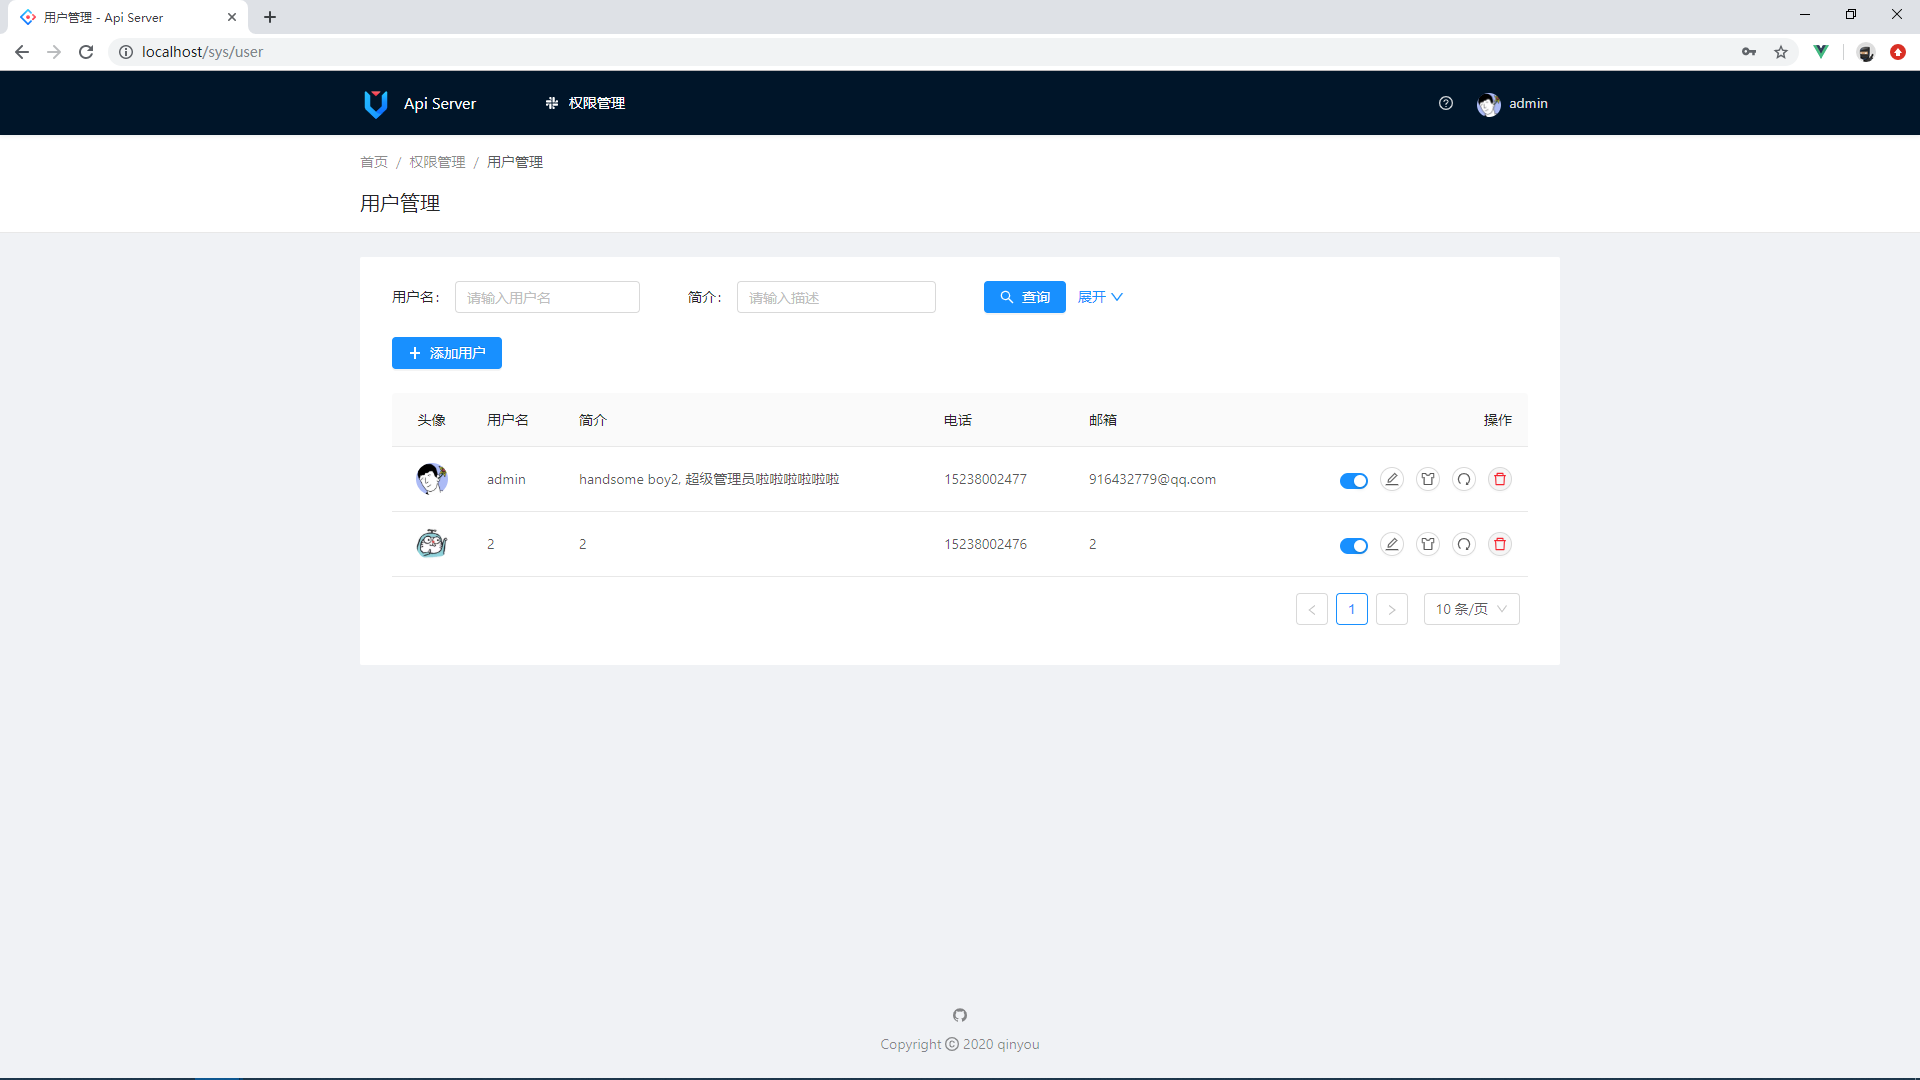 用户管理 - Api Server
localhost/sys/user
Api Server 权限管理 admin
首页 / 权限管理 / 用户管理
用户管理
用户名： 请输入用户名 简介： 请输入描述 查询 展开
添加用户
头像 用户名 简介 电话 邮箱 操作
admin handsome boy2, 超级管理员啦啦啦啦啦啦 15238002477 916432779@qq.com
2 2 15238002476 2
< 1 > 10 条/页
Copyright © 2020 qinyou